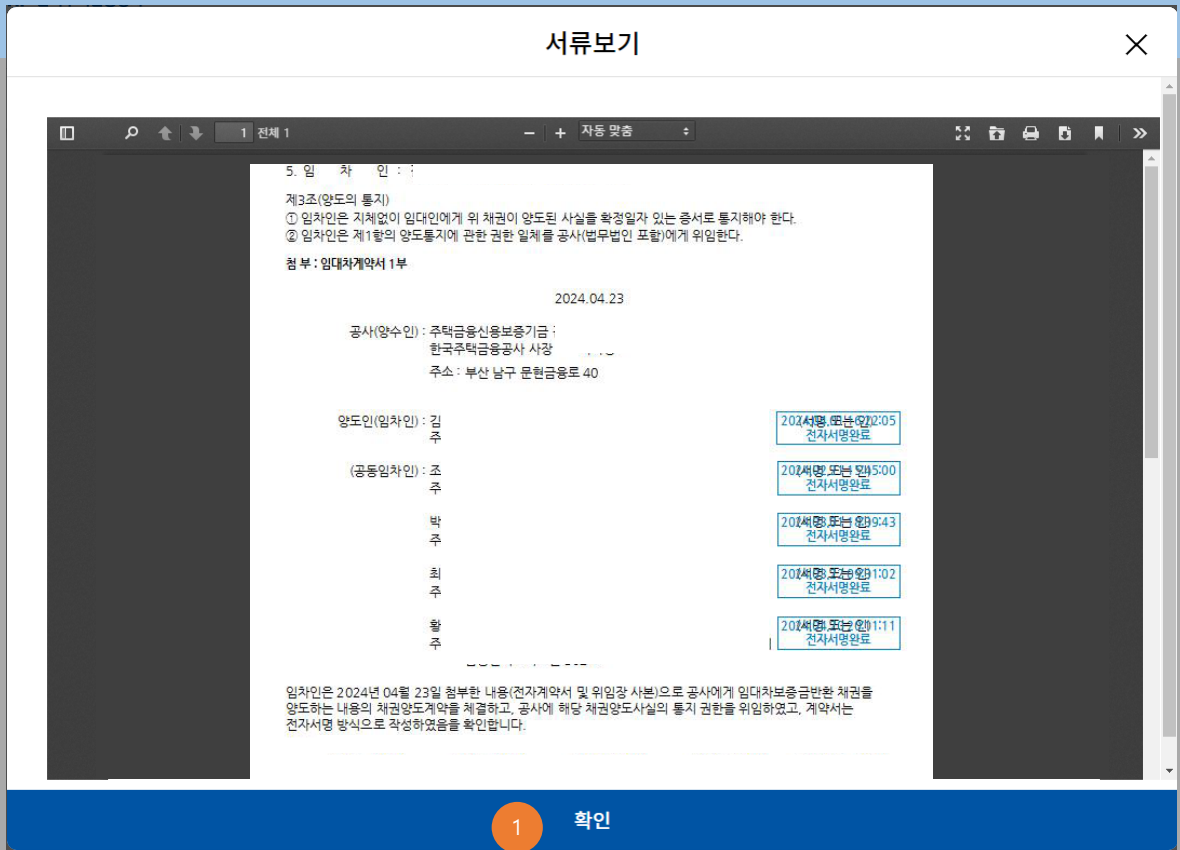 서류보기
1 전체 1
자동 맞춤
5. 임 차 인 :
제3조(양도의 통지)
① 임차인은 지체없이 임대인에게 위 채권이 양도된 사실을 확정일자 있는 증서로 통지해야 한다.
② 임차인은 제1항의 양도통지에 관한 권한 일체를 공사(법무법인 포함)에게 위임한다.
첨 부 : 임대차계약서 1부
2024.04.23
공사(양수인) : 주택금융신용보증기금
한국주택금융공사 사장
주소 : 부산 남구 문현금융로 40
양도인(임차인) : 김
주
전자서명완료
(공동임차인) : 조
주
전자서명완료
박
주
전자서명완료
최
주
전자서명완료
황
주
전자서명완료
임차인은 2024년 04월 23일 첨부한 내용(전자계약서 및 위임장 사본)으로 공사에게 임대차보증금반환 채권을
양도하는 내용의 채권양도계약을 체결하고, 공사에 해당 채권양도사실의 통지 권한을 위임하였고, 계약서는
전자서명 방식으로 작성하였음을 확인합니다.
1 확인